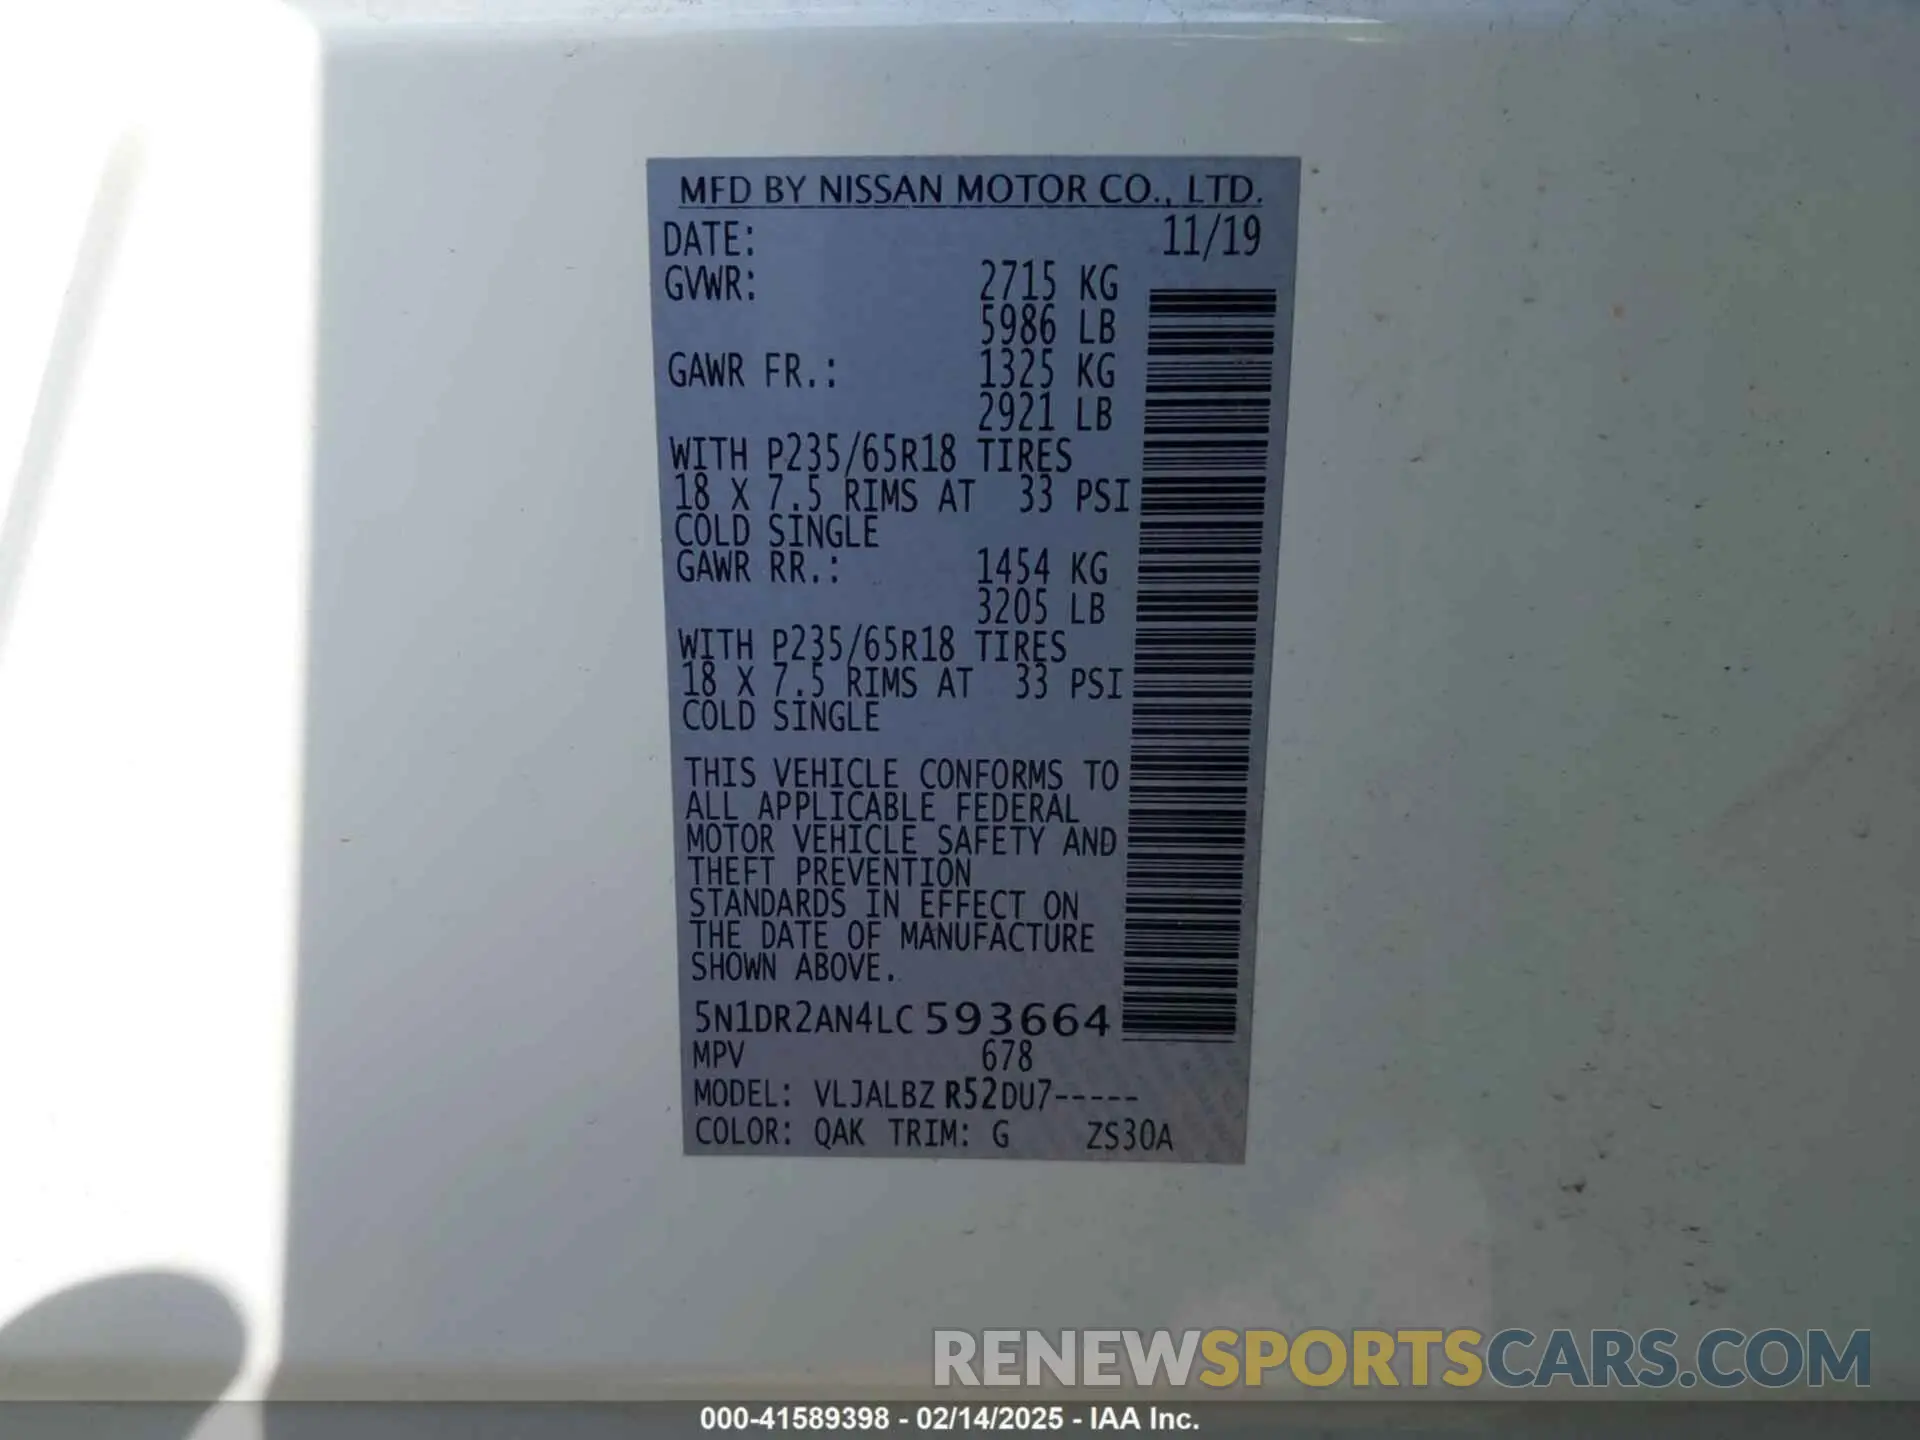 MFD BY NISSAN MOTOR CO., LTD.
DATE: 11/19
GVWR: 2715 KG
5986 LB
GAWR FR.: 1325 KG
2921 LB
WITH P235/65R18 TIRES
18 X 7.5 RIMS AT 33 PSI
COLD SINGLE
GAWR RR.: 1454 KG
3205 LB
WITH P235/65R18 TIRES
18 X 7.5 RIMS AT 33 PSI
COLD SINGLE
THIS VEHICLE CONFORMS TO
ALL APPLICABLE FEDERAL
MOTOR VEHICLE SAFETY AND
THEFT PREVENTION
STANDARDS IN EFFECT ON
THE DATE OF MANUFACTURE
SHOWN ABOVE.
5N1DR2AN4LC593664
MPV 678
MODEL: VLJALBZ R52DU7-----
COLOR: QAK TRIM: G ZS30A
RENEWSPORTSCARS.COM
000-41589398 - 02/14/2025 - IAA Inc.